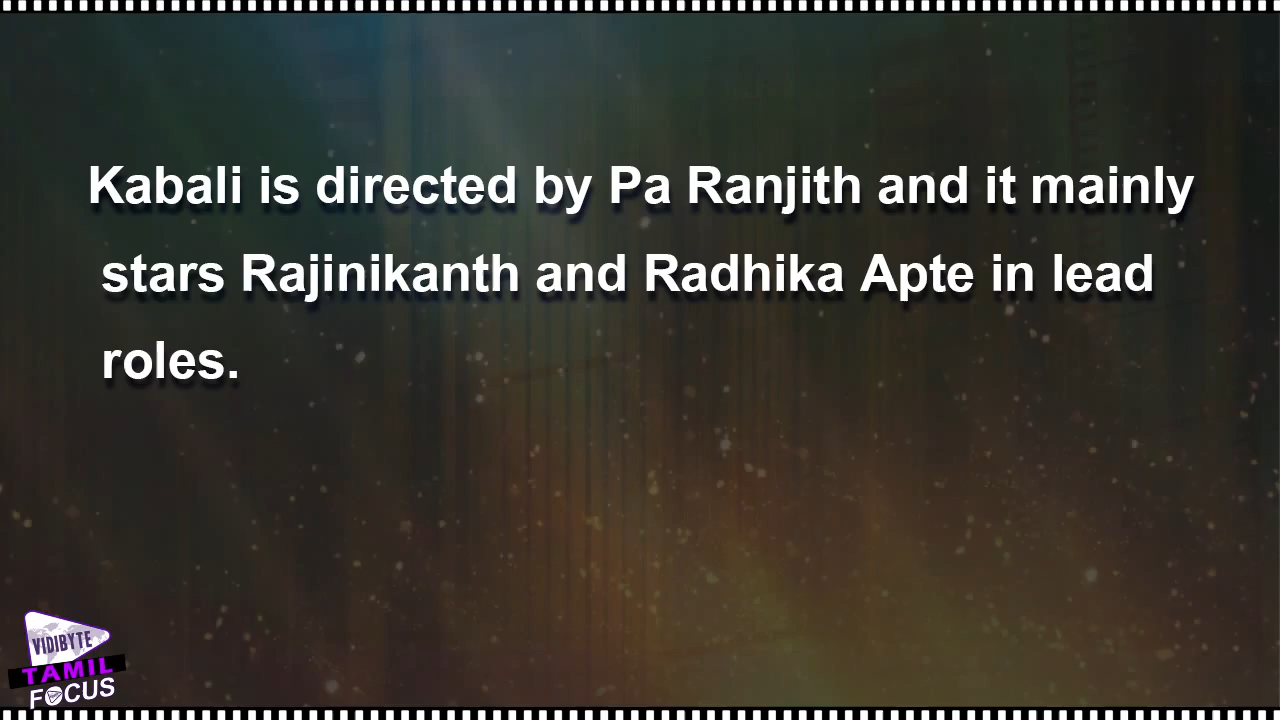 Kabali is directed by Pa Ranjith and it mainly
stars Rajinikanth and Radhika Apte in lead
roles.
VIDIBYTE
TAMIL
FOCUS